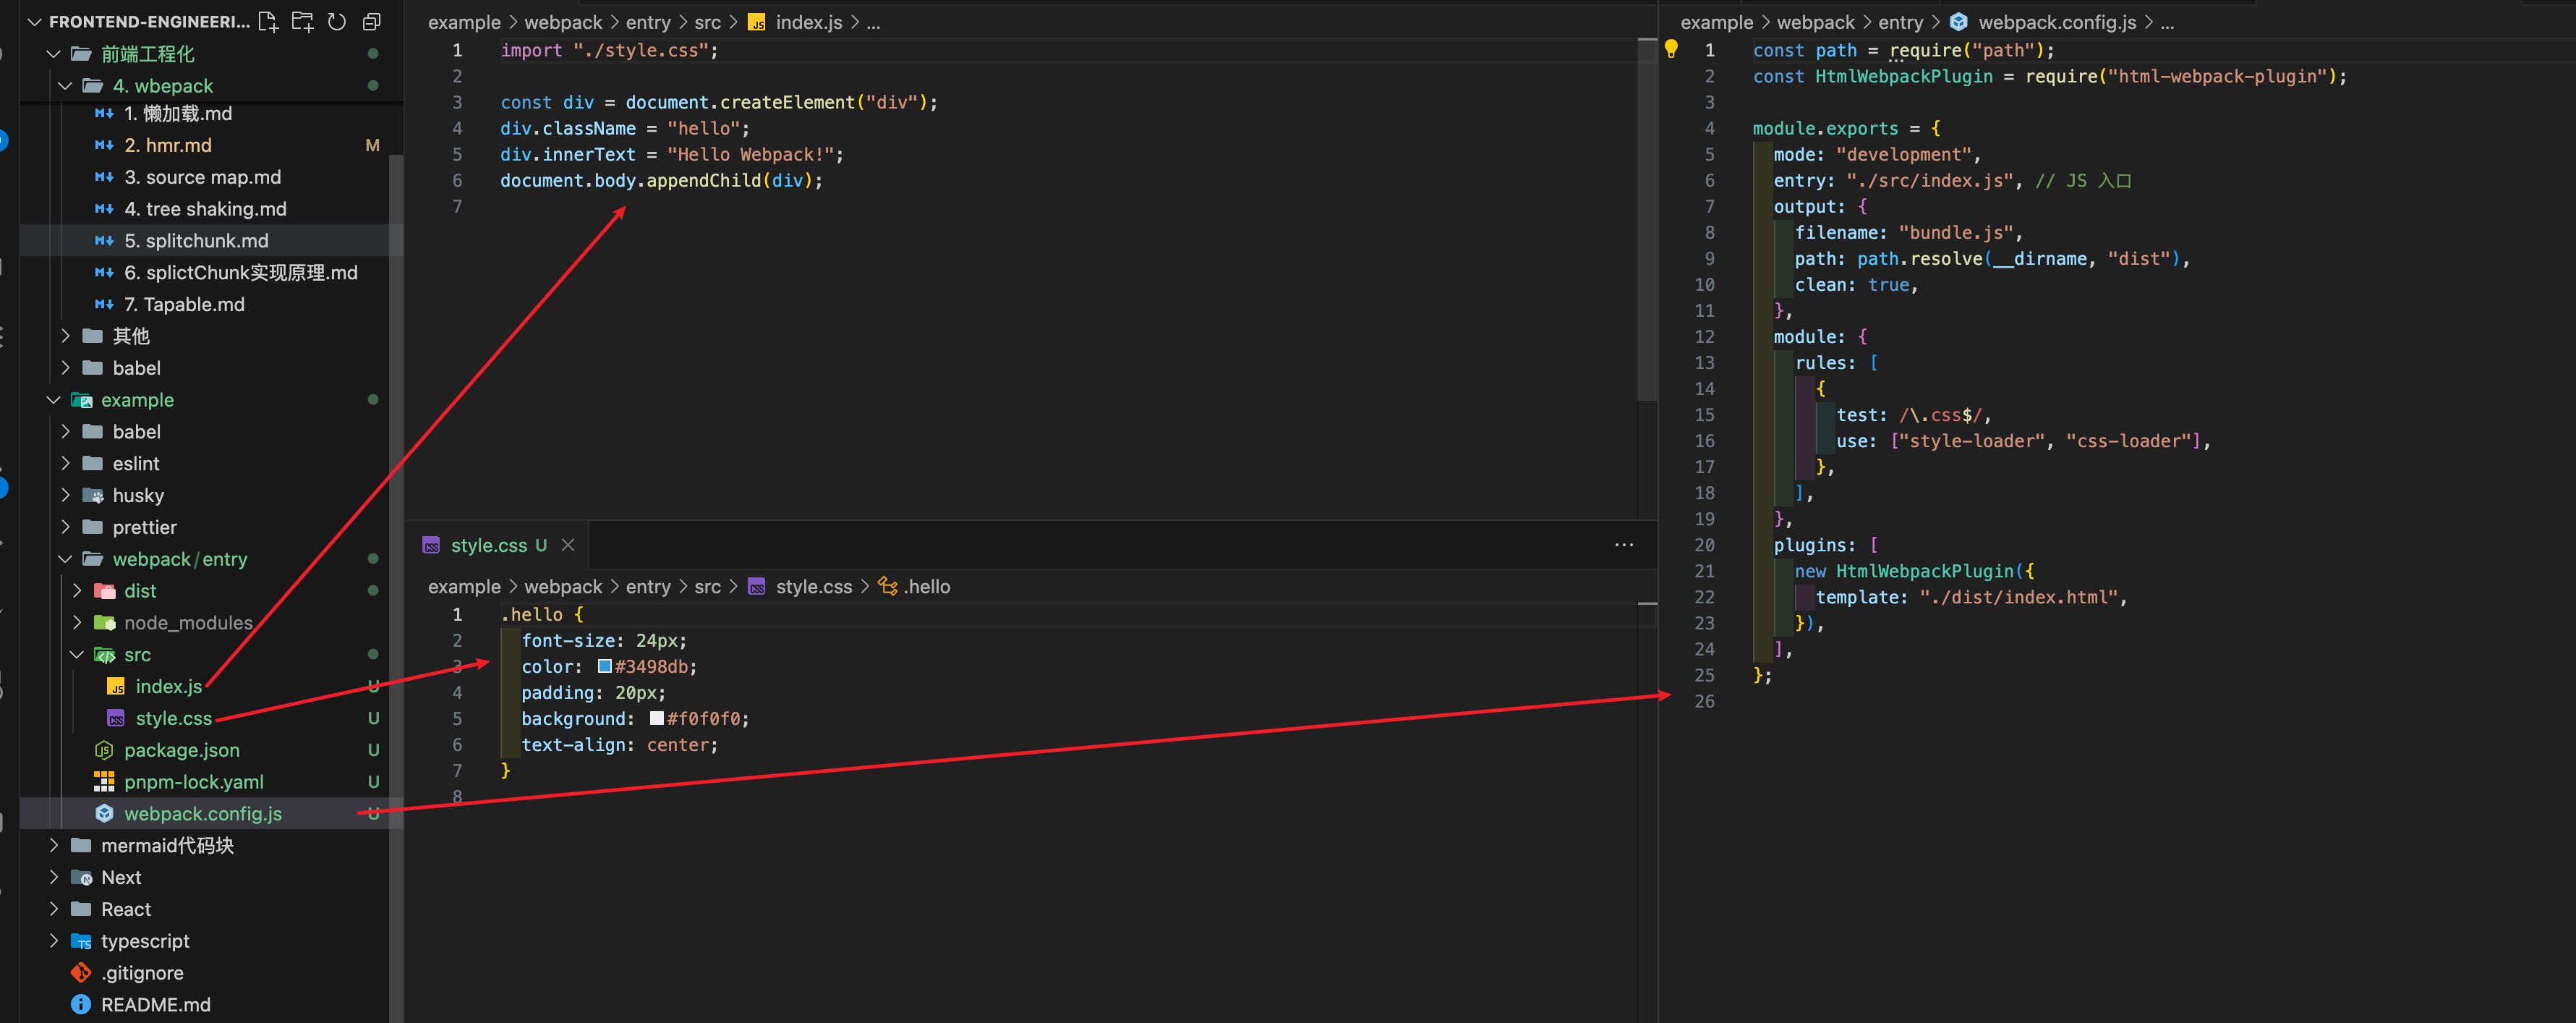 FRONTEND-ENGINEERI...
前端工程化
4. wbepack
1. 懒加载.md
2. hmr.md M
3. source map.md
4. tree shaking.md
5. splitchunk.md
6. splictChunk实现原理.md
7. Tapable.md
其他
babel
example
babel
eslint
husky
prettier
webpack/entry
dist
node_modules
src
index.js U
style.css U
package.json U
pnpm-lock.yaml U
webpack.config.js U
mermaid代码块
Next
React
typescript
.gitignore
README.md
example > webpack > entry > src > index.js > ...
1 import "./style.css";
2
3 const div = document.createElement("div");
4 div.className = "hello";
5 div.innerText = "Hello Webpack!";
6 document.body.appendChild(div);
7
style.css U
example > webpack > entry > src > style.css > .hello
1 .hello {
2 font-size: 24px;
3 color: #3498db;
4 padding: 20px;
5 background: #f0f0f0;
6 text-align: center;
7 }
8
example > webpack > entry > webpack.config.js > ...
1 const path = require("path");
2 const HtmlWebpackPlugin = require("html-webpack-plugin");
3
4 module.exports = {
5 mode: "development",
6 entry: "./src/index.js", // JS 入口
7 output: {
8 filename: "bundle.js",
9 path: path.resolve(__dirname, "dist"),
10 clean: true,
11 },
12 module: {
13 rules: [
14 {
15 test: /\.css$/,
16 use: ["style-loader", "css-loader"],
17 },
18 ],
19 },
20 plugins: [
21 new HtmlWebpackPlugin({
22 template: "./dist/index.html",
23 }),
24 ],
25 };
26